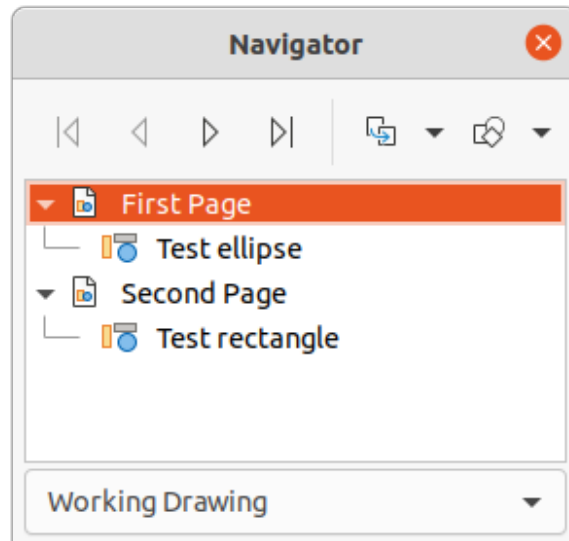 Navigator
First Page
Test ellipse
Second Page
Test rectangle
Working Drawing